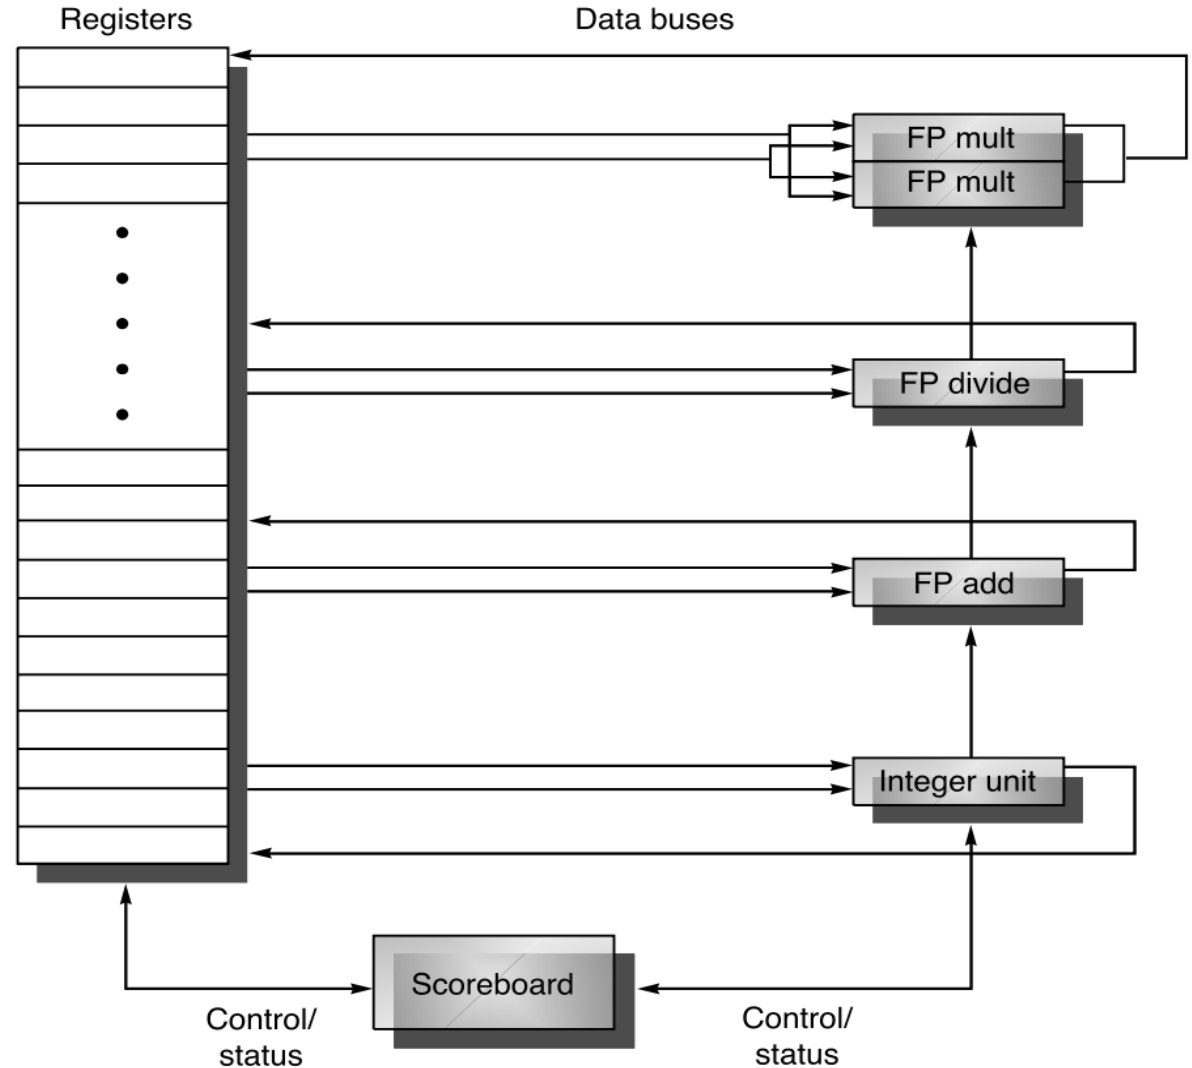 Registers
Data buses
FP mult
FP mult
FP divide
FP add
Integer unit
Scoreboard
Control/
status
Control/
status